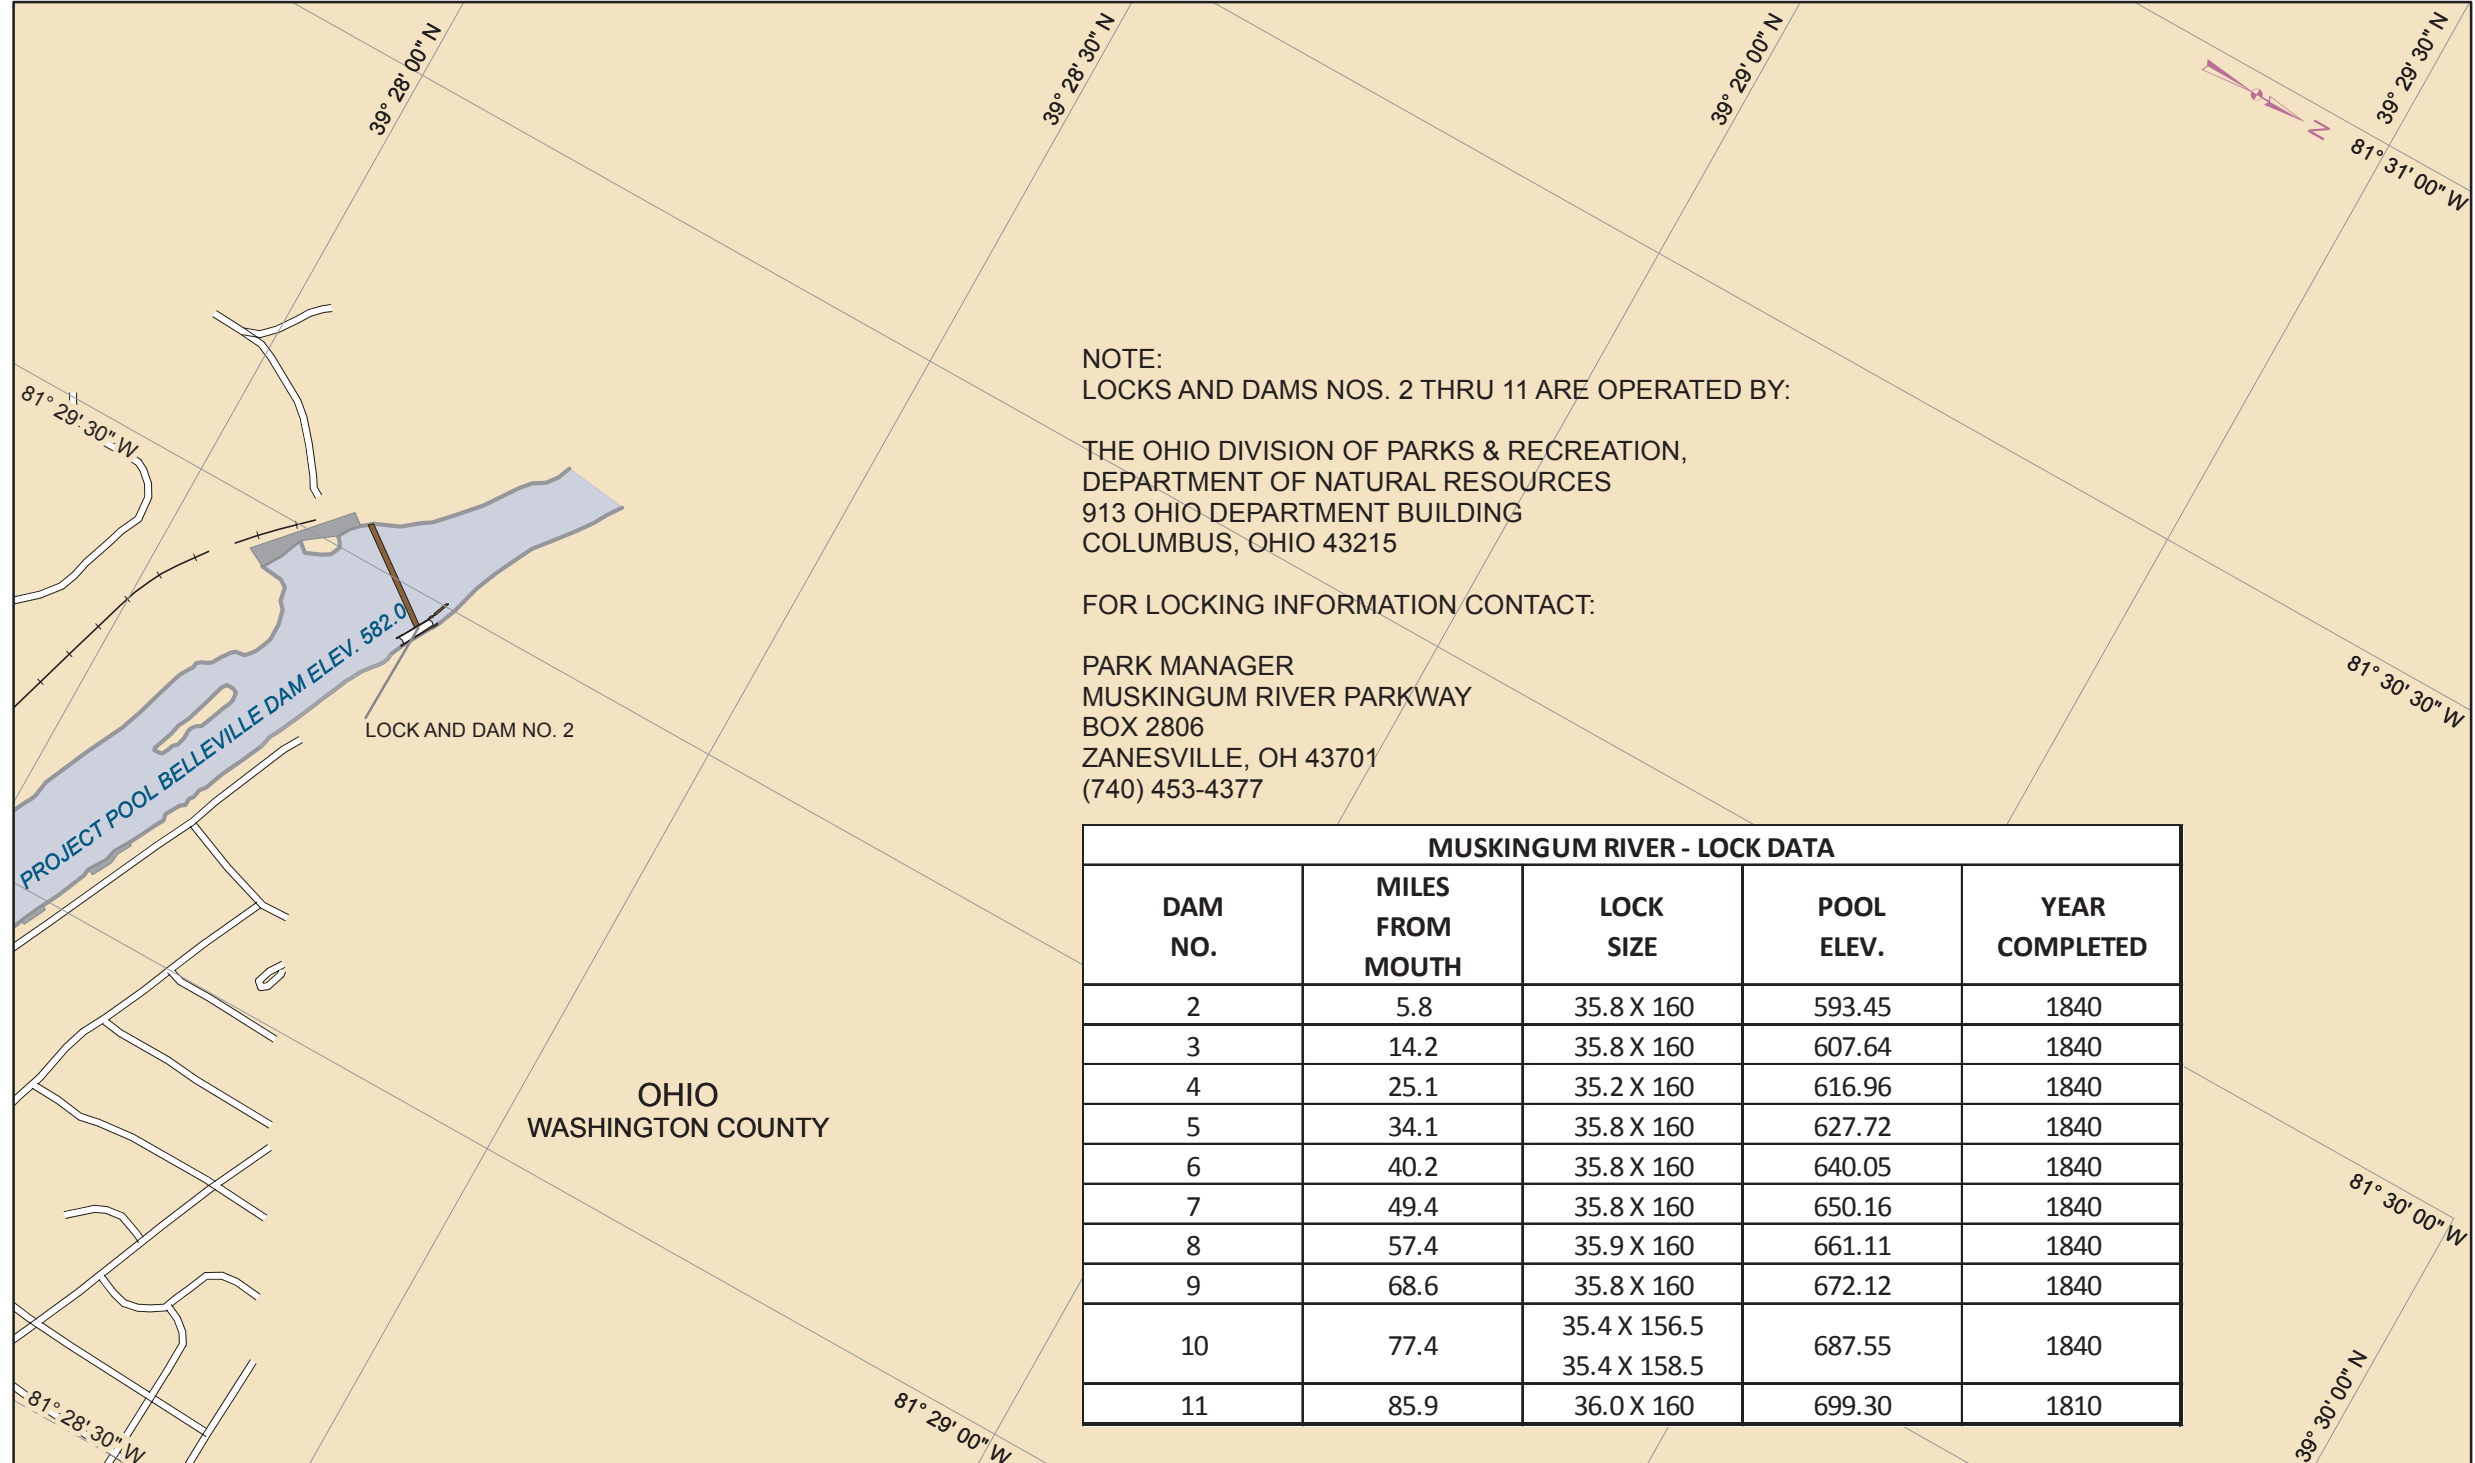 39° 28' 00" N
39° 28' 30" N
39° 29' 00" N
39° 29' 30" N
N
81° 31' 00" W
81° 29' 30" W
NOTE:
LOCKS AND DAMS NOS. 2 THRU 11 ARE OPERATED BY:
THE OHIO DIVISION OF PARKS & RECREATION,
DEPARTMENT OF NATURAL RESOURCES
913 OHIO DEPARTMENT BUILDING
COLUMBUS, OHIO 43215
FOR LOCKING INFORMATION CONTACT:
PARK MANAGER
MUSKINGUM RIVER PARKWAY
BOX 2806
ZANESVILLE, OH 43701
(740) 453-4377
PROJECT POOL BELLEVILLE DAM ELEV. 582.0
LOCK AND DAM NO. 2
81° 30' 30" W
MUSKINGUM RIVER - LOCK DATA
DAM NO. MILES FROM MOUTH LOCK SIZE POOL ELEV. YEAR COMPLETED
2 5.8 35.8 X 160 593.45 1840
3 14.2 35.8 X 160 607.64 1840
4 25.1 35.2 X 160 616.96 1840
5 34.1 35.8 X 160 627.72 1840
6 40.2 35.8 X 160 640.05 1840
7 49.4 35.8 X 160 650.16 1840
8 57.4 35.9 X 160 661.11 1840
9 68.6 35.8 X 160 672.12 1840
10 77.4 35.4 X 156.5 35.4 X 158.5 687.55 1840
11 85.9 36.0 X 160 699.30 1810
OHIO
WASHINGTON COUNTY
81° 30' 00" W
81° 28' 30" W
81° 29' 00" W
39° 30' 00" N